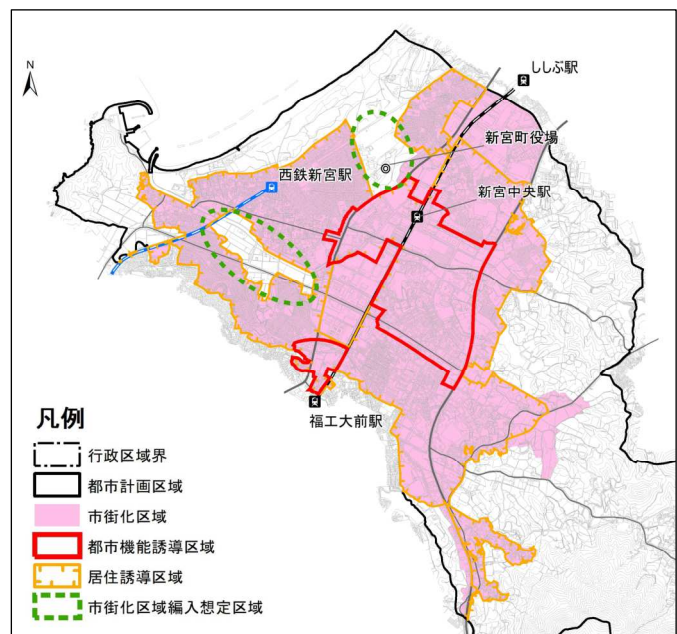 N
ししぶ駅
新宮町役場
西鉄新宮駅
新宮中央駅
福工大前駅
凡例
行政区域界
都市計画区域
市街化区域
都市機能誘導区域
居住誘導区域
市街化区域編入想定区域